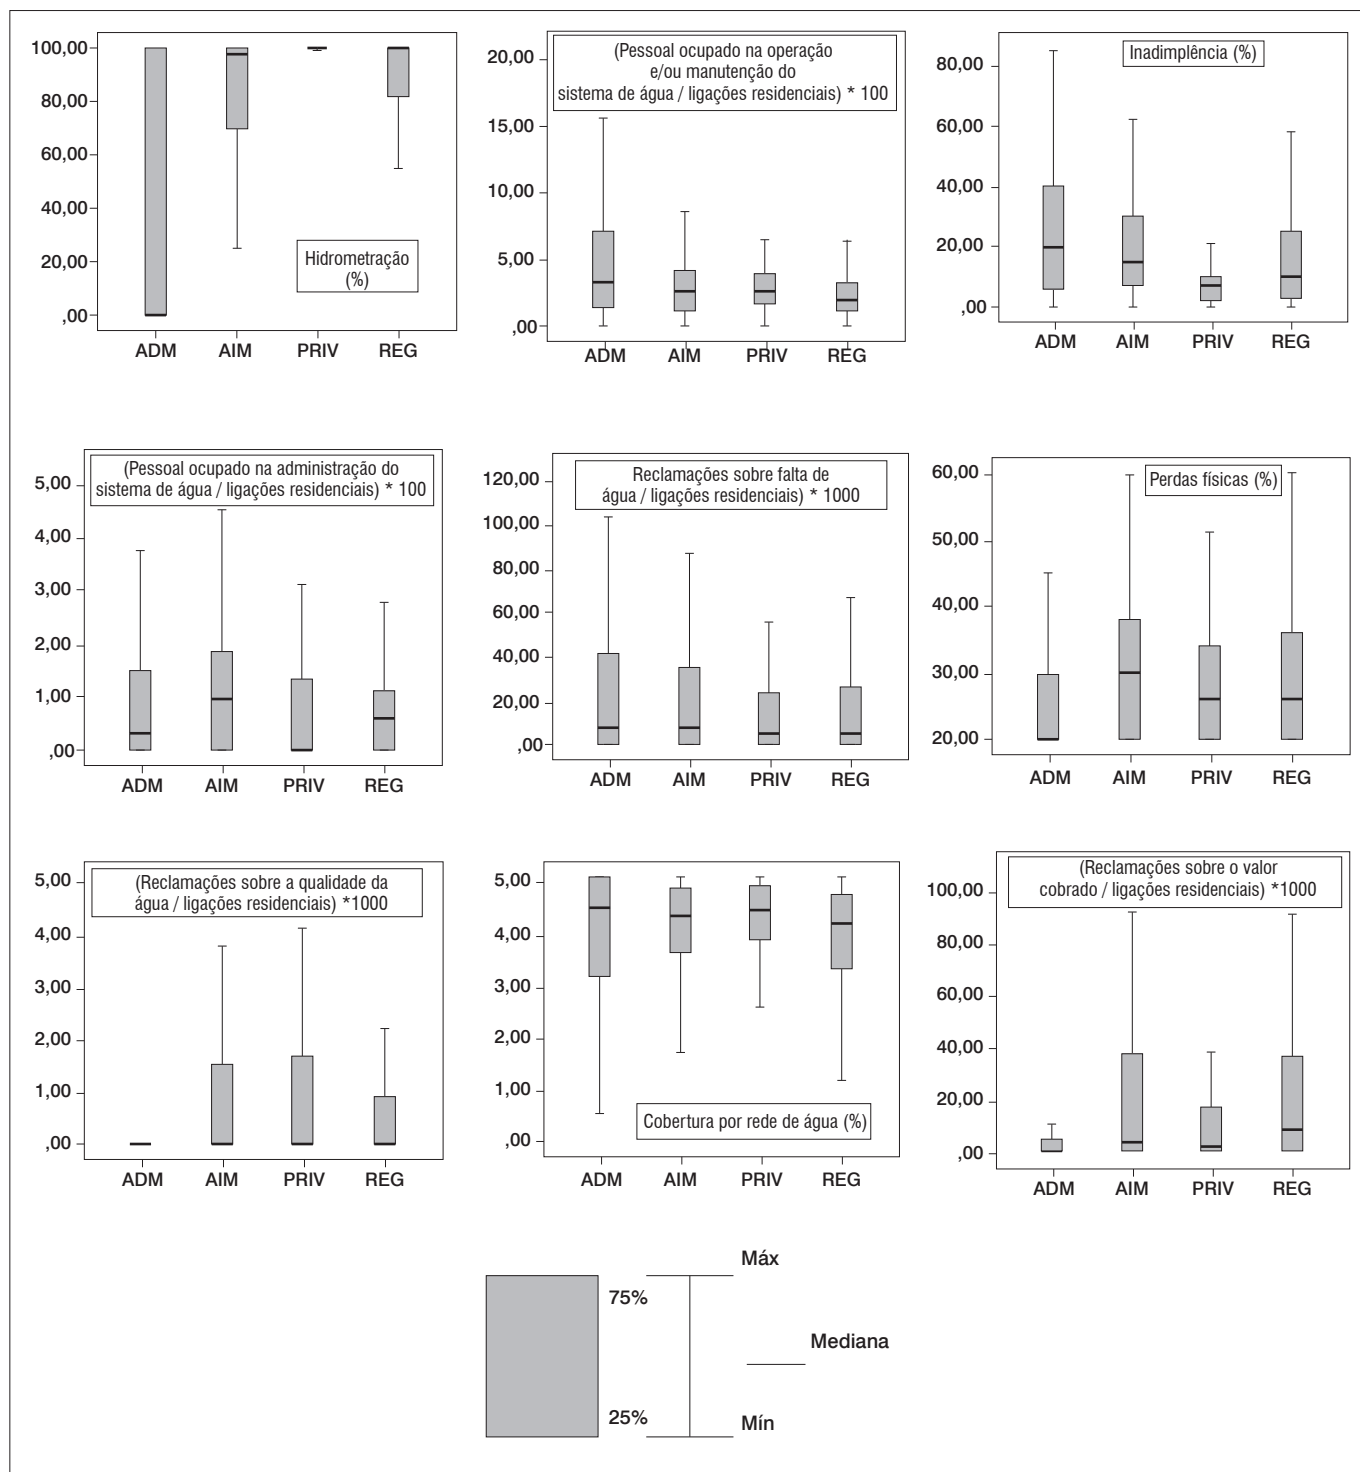 100,00
80,00
60,00
40,00
20,00
,00
Hidrometração
(%)
ADM AIM PRIV REG
20,00
15,00
10,00
5,00
,00
(Pessoal ocupado na operação
e/ou manutenção do
sistema de água / ligações residenciais) * 100
ADM AIM PRIV REG
80,00
60,00
40,00
20,00
,00
Inadimplência (%)
ADM AIM PRIV REG
5,00
4,00
3,00
2,00
1,00
,00
(Pessoal ocupado na administração do
sistema de água / ligações residenciais) * 100
ADM AIM PRIV REG
120,00
100,00
80,00
60,00
40,00
20,00
,00
Reclamações sobre falta de
água / ligações residenciais) * 1000
ADM AIM PRIV REG
60,00
50,00
40,00
30,00
20,00
Perdas físicas (%)
ADM AIM PRIV REG
5,00
4,00
3,00
2,00
1,00
,00
(Reclamações sobre a qualidade da
água / ligações residenciais) *1000
ADM AIM PRIV REG
5,00
4,00
3,00
2,00
1,00
,00
Cobertura por rede de água (%)
ADM AIM PRIV REG
100,00
80,00
60,00
40,00
20,00
,00
(Reclamações sobre o valor
cobrado / ligações residenciais) *1000
ADM AIM PRIV REG
Máx
75%
Mediana
25%
Mín